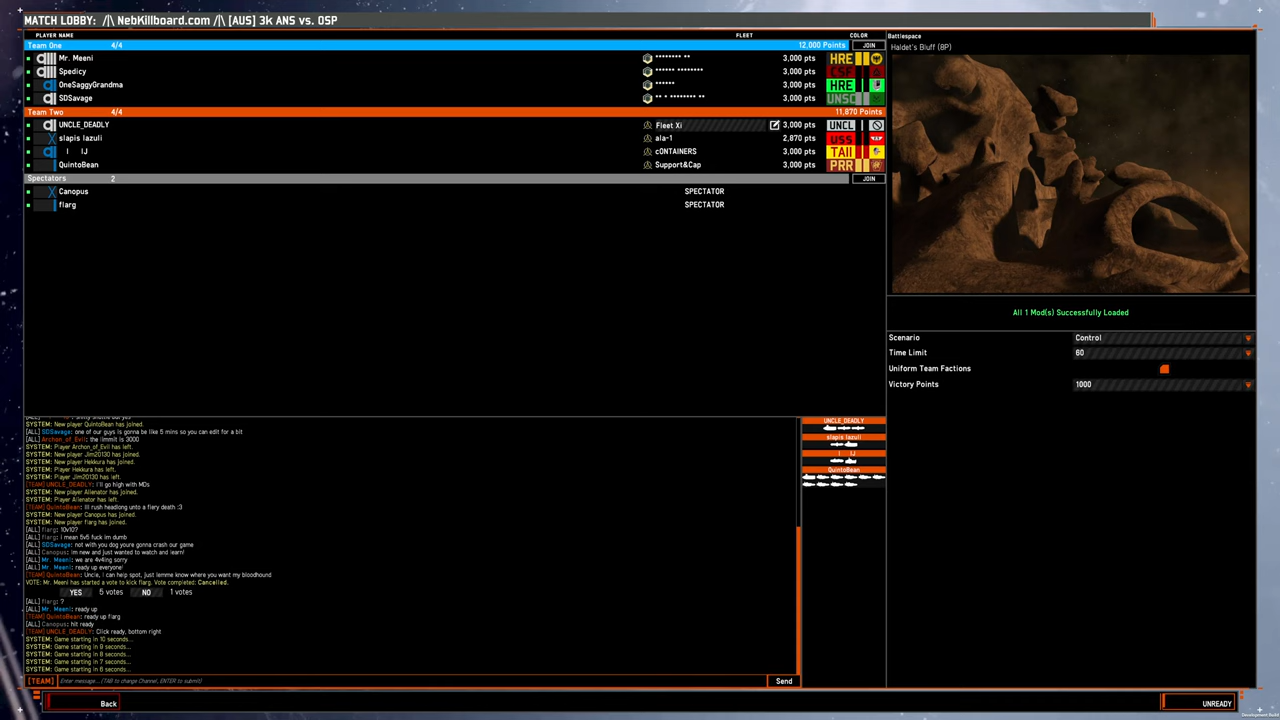 MATCH LOBBY: /|\ NebKillboard.com /|\ [AUS] 3k ANS vs. OSP
PLAYER NAME FLEET COLOR
Team One 4/4 12,000 Points JOIN
Mr. Meeni ******** ** 3,000 pts HRE
Spedicy ****** ******** 3,000 pts CSF
OneSaggyGrandma ****** 3,000 pts HRE
SDSavage ** * ******** ** 3,000 pts UNSC
Team Two 4/4 11,870 Points
UNCLE_DEADLY Fleet Xi 3,000 pts UNCL
slapis lazuli ala-1 2,870 pts USS
I IJ cONTAINERS 3,000 pts TAII
QuintoBean Support&Cap 3,000 pts PRR
Spectators 2 JOIN
Canopus SPECTATOR
flarg SPECTATOR
Battlespace
Haldet's Bluff (8P)
All 1 Mod(s) Successfully Loaded
Scenario Control
Time Limit 60
Uniform Team Factions
Victory Points 1000
SYSTEM: New player QuintoBean has joined.
[ALL] SDSavage: one of our guys is gonna be like 5 mins so you can edit for a bit
[ALL] Archon_of_Evil: the limmit is 3000
SYSTEM: Player Archon_of_Evil has left.
SYSTEM: New player Jim20130 has joined.
SYSTEM: New player Hekkura has joined.
SYSTEM: Player Hekkura has left.
SYSTEM: Player Jim20130 has left.
[TEAM] UNCLE_DEADLY: I'll go high with MDs
SYSTEM: New player Alienator has joined.
SYSTEM: Player Alienator has left.
[TEAM] QuintoBean: Ill rush headlong unto a fiery death :3
SYSTEM: New player Canopus has joined.
SYSTEM: New player flarg has joined.
[ALL] flarg: 10v10?
[ALL] flarg: I mean 5v5 fuck im dumb
[ALL] SDSavage: not with you dog youre gonna crash our game
[ALL] Canopus: im new and just wanted to watch and learn!
[ALL] Mr. Meeni: we are 4v4ing sorry
[ALL] Mr. Meeni: ready up everyone!
[TEAM] QuintoBean: Uncle, I can help spot, just lemme know where you want my bloodhound
VOTE: Mr. Meeni has started a vote to kick flarg. Vote completed: Cancelled.
YES 5 votes NO 1 votes
[ALL] flarg: ?
[ALL] Mr. Meeni: ready up
[TEAM] QuintoBean: ready up flarg
[ALL] Canopus: hit ready
[TEAM] UNCLE_DEADLY: Click ready, bottom right
SYSTEM: Game starting in 10 seconds...
SYSTEM: Game starting in 9 seconds...
SYSTEM: Game starting in 8 seconds...
SYSTEM: Game starting in 7 seconds...
SYSTEM: Game starting in 6 seconds...
UNCLE_DEADLY
slapis lazuli
I IJ
QuintoBean
[TEAM] Enter message... (TAB to change Channel, ENTER to submit) Send
Back UNREADY
Development Build